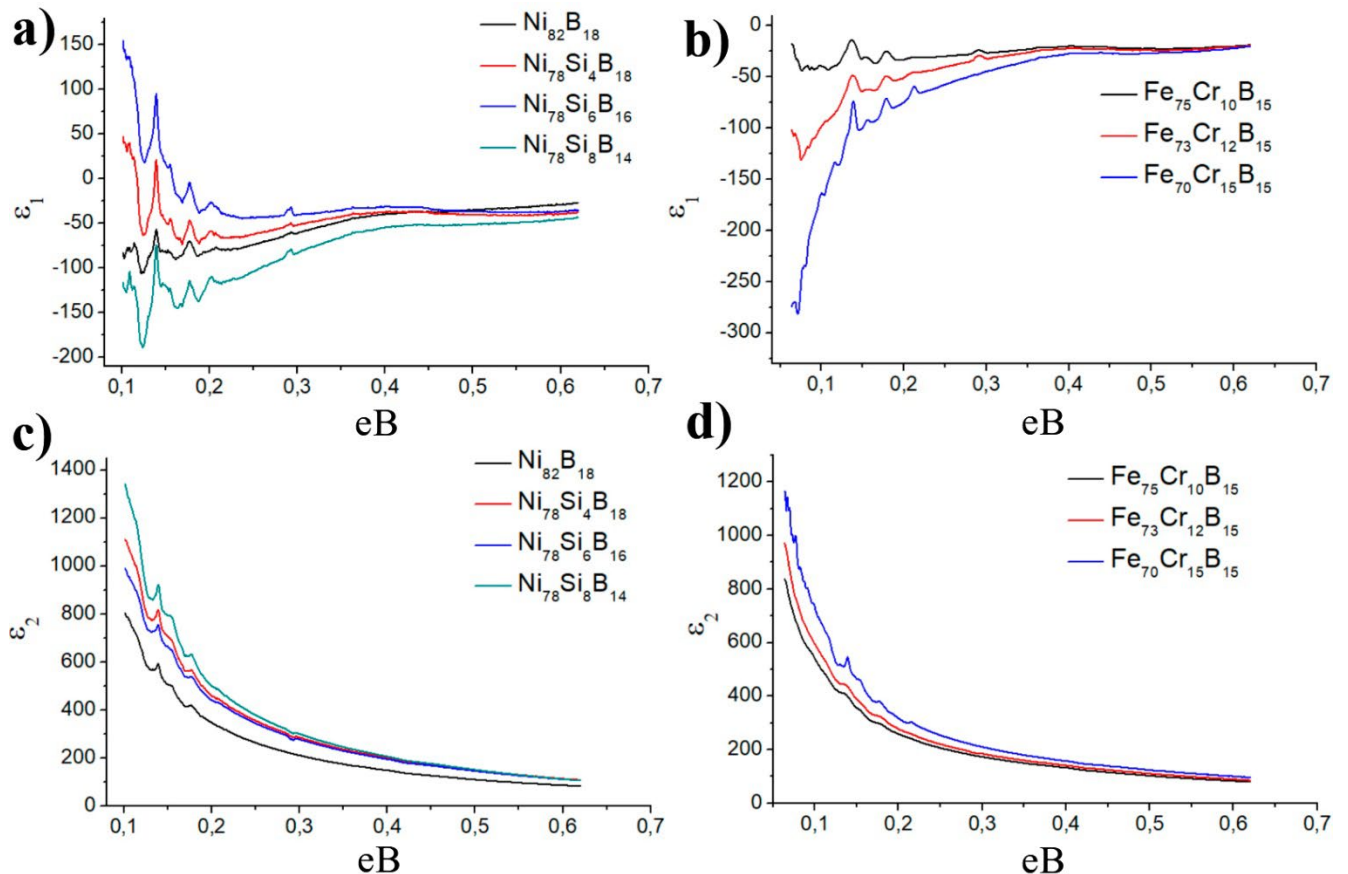 a)
Ni₈₂B₁₈
Ni₇₈Si₄B₁₈
Ni₇₈Si₆B₁₆
Ni₇₈Si₈B₁₄
150
100
50
0
-50
-100
-150
-200
ε₁
0,1 0,2 0,3 0,4 0,5 0,6 0,7
eB
b)
Fe₇₅Cr₁₀B₁₅
Fe₇₃Cr₁₂B₁₅
Fe₇₀Cr₁₅B₁₅
0
-50
-100
-150
-200
-250
-300
ε₁
0,1 0,2 0,3 0,4 0,5 0,6 0,7
eB
c)
Ni₈₂B₁₈
Ni₇₈Si₄B₁₈
Ni₇₈Si₆B₁₆
Ni₇₈Si₈B₁₄
1400
1200
1000
800
600
400
200
0
ε₂
0,1 0,2 0,3 0,4 0,5 0,6 0,7
eB
d)
Fe₇₅Cr₁₀B₁₅
Fe₇₃Cr₁₂B₁₅
Fe₇₀Cr₁₅B₁₅
1200
1000
800
600
400
200
0
ε₂
0,1 0,2 0,3 0,4 0,5 0,6 0,7
eB